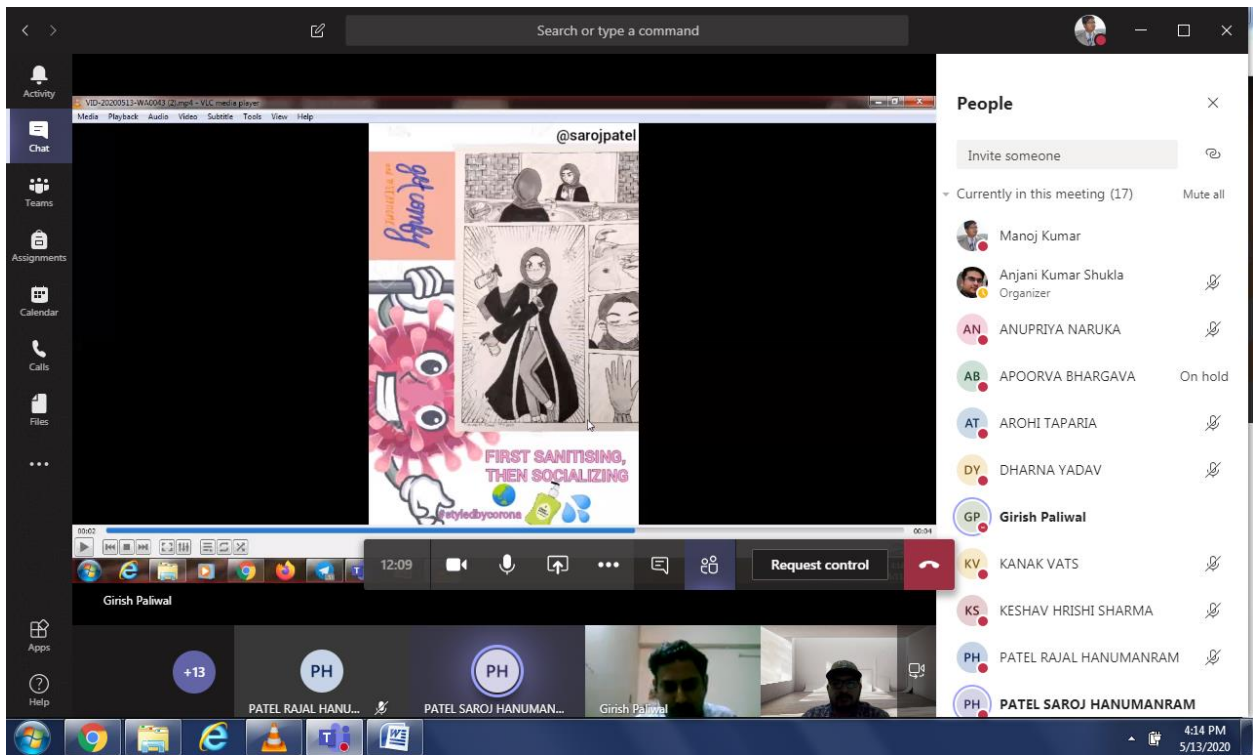 Search or type a command
Activity
Chat
Teams
Assignments
Calendar
Calls
Files
Apps
Help
VID-20200513-WA0043 (2).mp4 - VLC media player
Media Playback Audio Video Subtitle Tools View Help
@sarojpatel
get comfy
FIRST SANITISING,
THEN SOCIALIZING
#styledbycorona
00:02
00:04
12:09
Request control
Girish Paliwal
+13
PH
PATEL RAJAL HANU...
PH
PATEL SAROJ HANUMAN...
Girish Paliwal
People
Invite someone
Currently in this meeting (17)
Mute all
Manoj Kumar
Anjani Kumar Shukla
Organizer
AN ANUPRIYA NARUKA
AB APOORVA BHARGAVA On hold
AT AROHI TAPARIA
DY DHARNA YADAV
GP Girish Paliwal
KV KANAK VATS
KS KESHAV HRISHI SHARMA
PH PATEL RAJAL HANUMANRAM
PH PATEL SAROJ HANUMANRAM
4:14 PM
5/13/2020